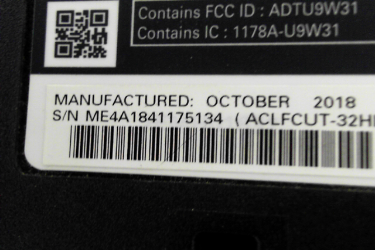 Contains FCC ID : ADTU9W31
Contains IC : 1178A-U9W31
MANUFACTURED: OCTOBER 2018
S/N ME4A1841175134 ( ACLFCUT-32H